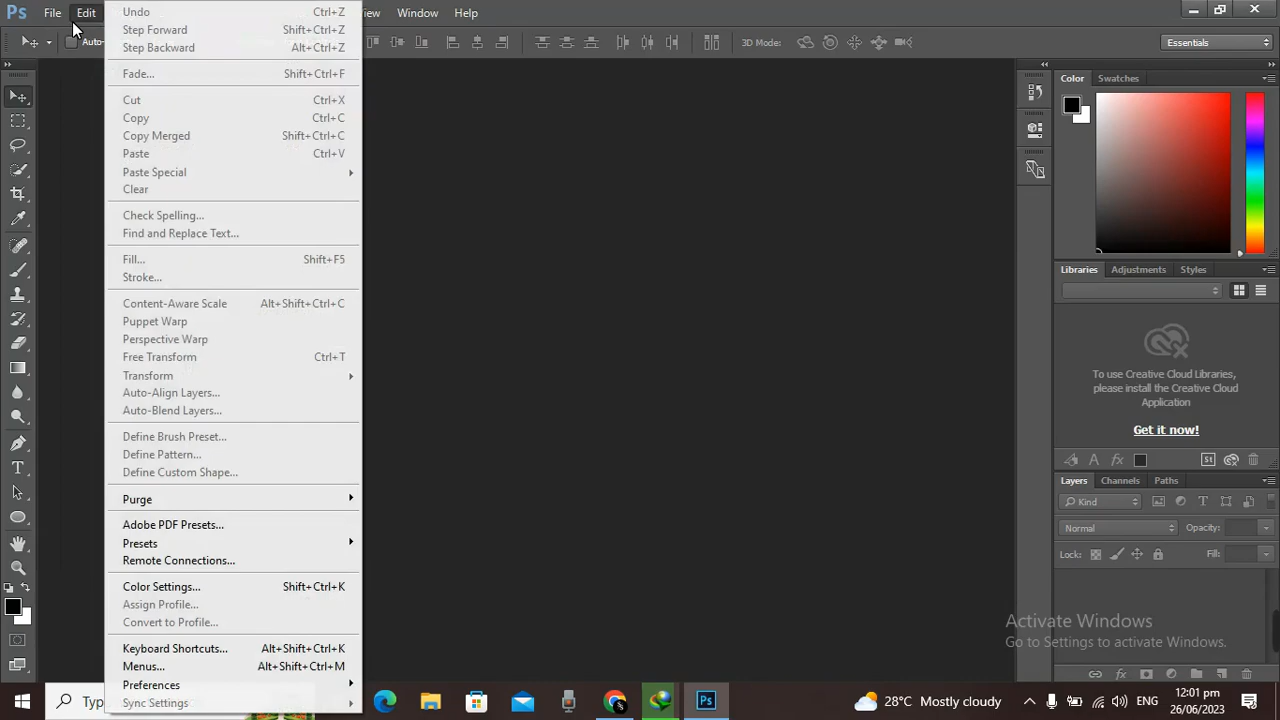 Ps File Edit iew Window Help
Auto- 3D Mode: Essentials
Undo Ctrl+Z
Step Forward Shift+Ctrl+Z
Step Backward Alt+Ctrl+Z
Fade... Shift+Ctrl+F
Cut Ctrl+X
Copy Ctrl+C
Copy Merged Shift+Ctrl+C
Paste Ctrl+V
Paste Special
Clear
Check Spelling...
Find and Replace Text...
Fill... Shift+F5
Stroke...
Content-Aware Scale Alt+Shift+Ctrl+C
Puppet Warp
Perspective Warp
Free Transform Ctrl+T
Transform
Auto-Align Layers...
Auto-Blend Layers...
Define Brush Preset...
Define Pattern...
Define Custom Shape...
Purge
Adobe PDF Presets...
Presets
Remote Connections...
Color Settings... Shift+Ctrl+K
Assign Profile...
Convert to Profile...
Keyboard Shortcuts... Alt+Shift+Ctrl+K
Menus... Alt+Shift+Ctrl+M
Preferences
Sync Settings
Color Swatches
Libraries Adjustments Styles
To use Creative Cloud Libraries,
please install the Creative Cloud
Application
Get it now!
St
Layers Channels Paths
Kind
Normal Opacity:
Lock: Fill:
Activate Windows
Go to Settings to activate Windows.
Typ
Ps
28°C Mostly cloudy
ENG
12:01 pm
26/06/2023